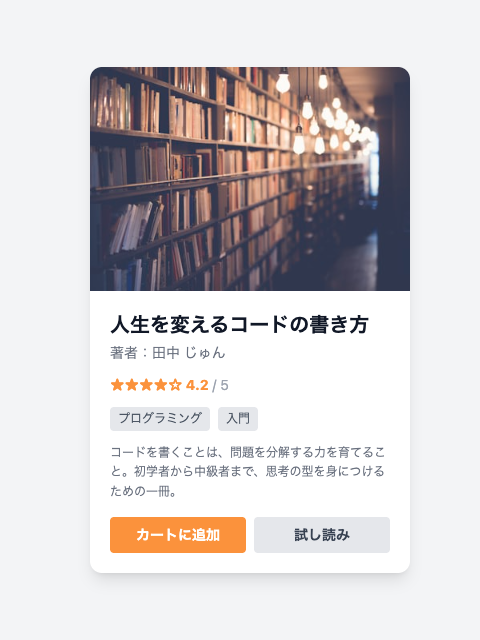 人生を変えるコードの書き方
著者：田中 じゅん
★★★★☆ 4.2 / 5
プログラミング 入門
コードを書くことは、問題を分解する力を育てるこ
と。初学者から中級者まで、思考の型を身につける
ための一冊。
カートに追加 試し読み